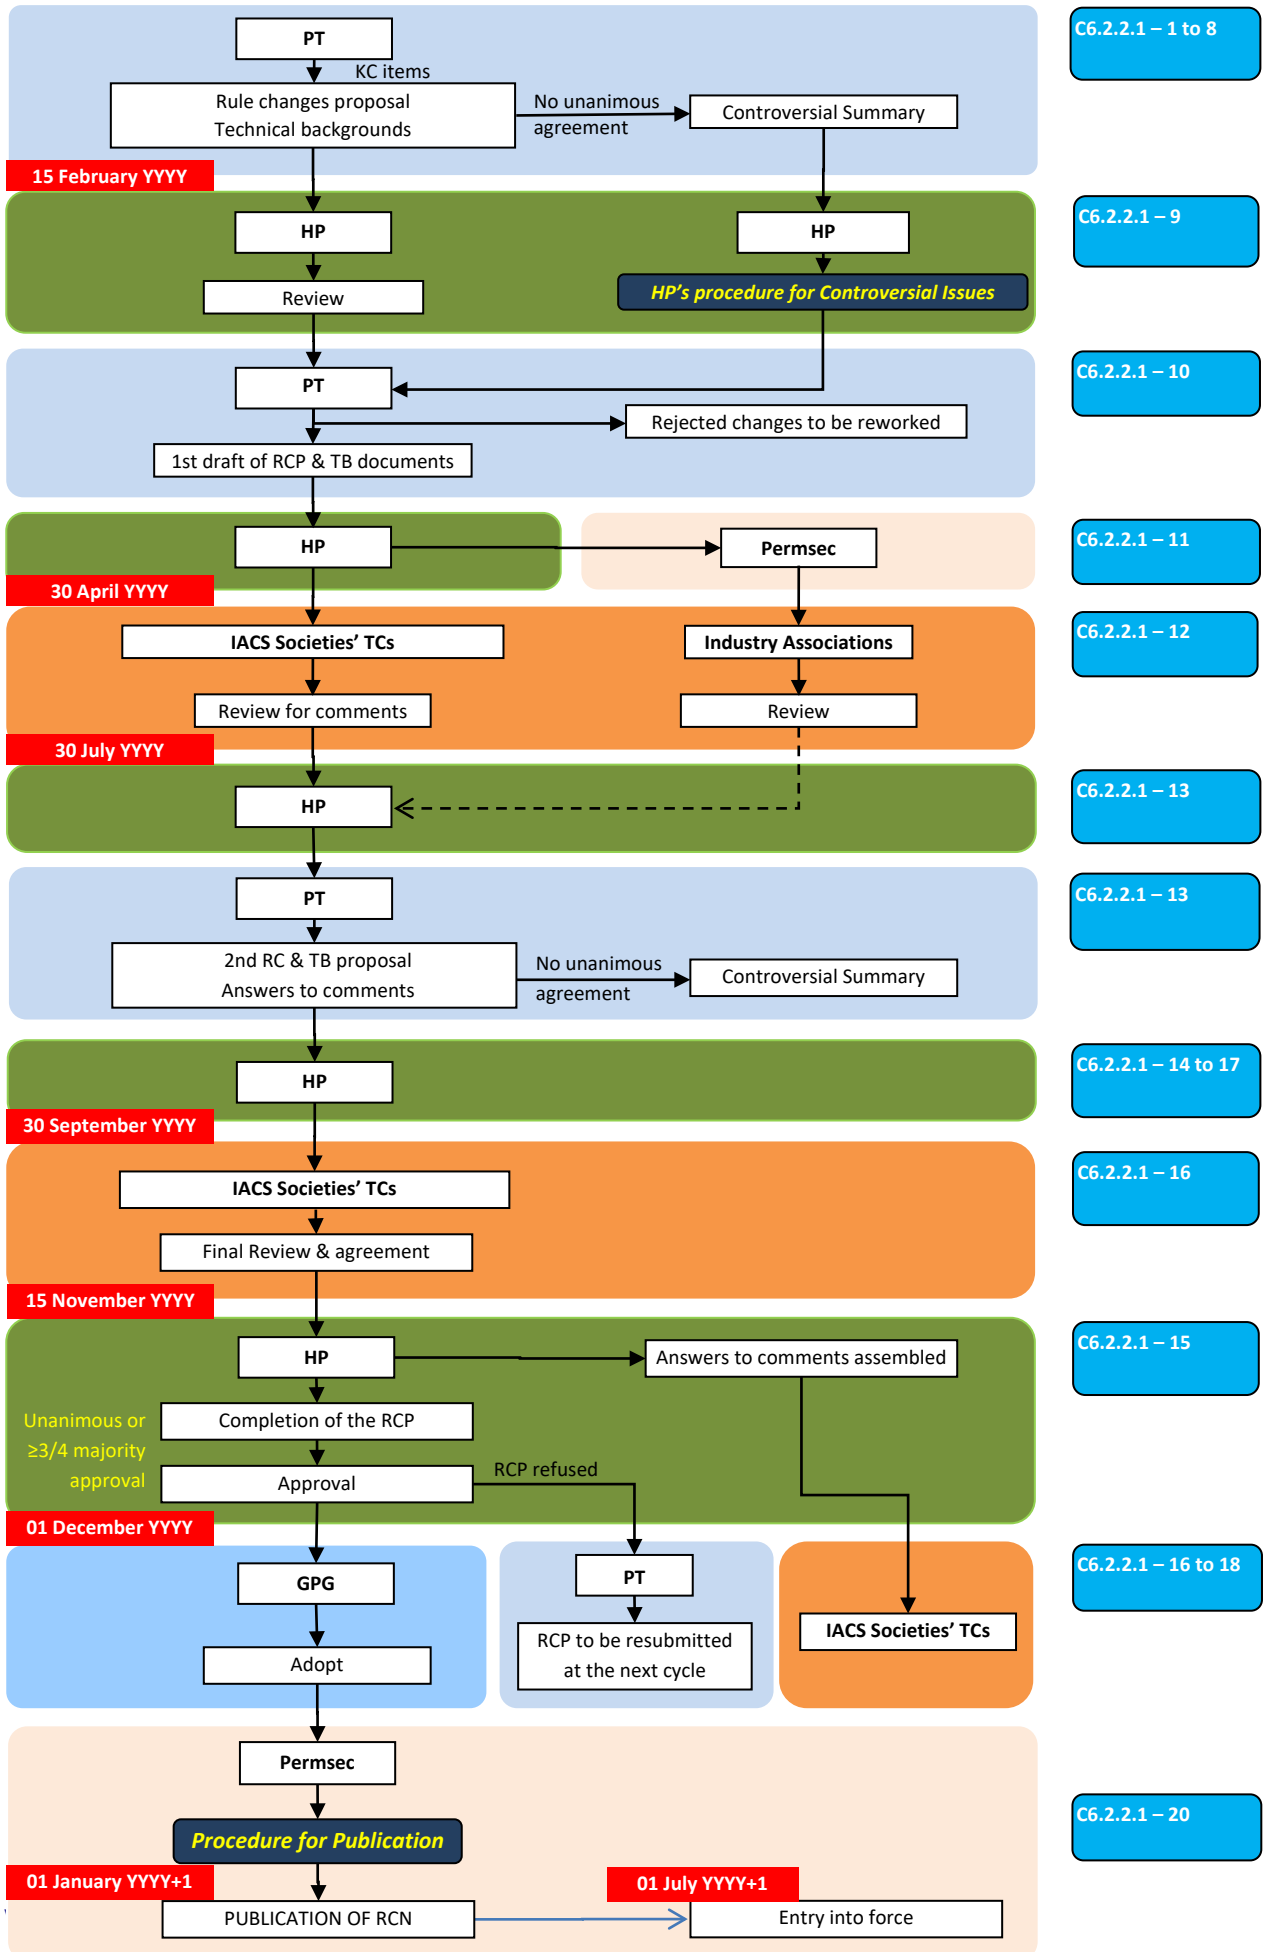 PT
C6.2.2.1 – 1 to 8
KC items
Rule changes proposal
Technical backgrounds
No unanimous
agreement
Controversial Summary
15 February YYYY
HP
HP
C6.2.2.1 – 9
Review
HP's procedure for Controversial Issues
PT
C6.2.2.1 – 10
Rejected changes to be reworked
1st draft of RCP & TB documents
HP
Permsec
C6.2.2.1 – 11
30 April YYYY
IACS Societies' TCs
Industry Associations
C6.2.2.1 – 12
Review for comments
Review
30 July YYYY
HP
C6.2.2.1 – 13
PT
C6.2.2.1 – 13
2nd RC & TB proposal
Answers to comments
No unanimous
agreement
Controversial Summary
HP
C6.2.2.1 – 14 to 17
30 September YYYY
IACS Societies' TCs
C6.2.2.1 – 16
Final Review & agreement
15 November YYYY
HP
Answers to comments assembled
C6.2.2.1 – 15
Unanimous or
≥3/4 majority
approval
Completion of the RCP
Approval
RCP refused
01 December YYYY
GPG
PT
C6.2.2.1 – 16 to 18
IACS Societies' TCs
Adopt
RCP to be resubmitted
at the next cycle
Permsec
Procedure for Publication
C6.2.2.1 – 20
01 January YYYY+1
01 July YYYY+1
PUBLICATION OF RCN
Entry into force